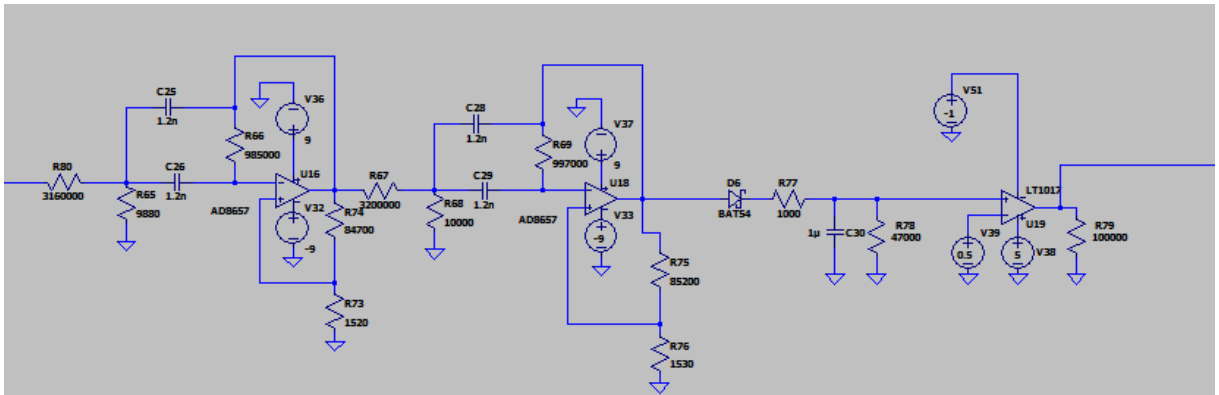 C25
1.2n
R80
3160000
R65
9880
C26
1.2n
R66
985000
V36
9
U16
AD8657
V32
-9
R74
84700
R73
1520
R67
3200000
R68
10000
C28
1.2n
C29
1.2n
R69
997000
V37
9
U18
AD8657
V33
-9
R75
85200
R76
1530
D6
BAT54
R77
1000
1µ
C30
R78
47000
V51
-1
LT1017
U19
V39
0.5
V38
5
R79
100000